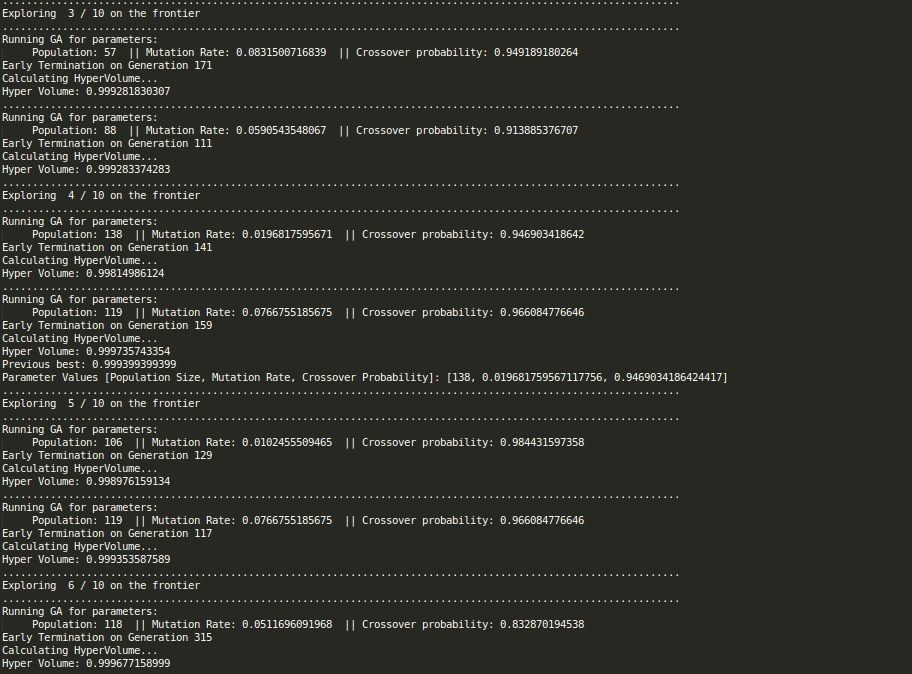 ................................................................................................................
Exploring  3 / 10 on the frontier
.................................................................................................................
Running GA for parameters:
     Population: 57  || Mutation Rate: 0.0831500716839  || Crossover probability: 0.949189180264
Early Termination on Generation 171
Calculating HyperVolume...
Hyper Volume: 0.999281830307
.................................................................................................................
Running GA for parameters:
     Population: 88  || Mutation Rate: 0.0590543548067  || Crossover probability: 0.913885376707
Early Termination on Generation 111
Calculating HyperVolume...
Hyper Volume: 0.999283374283
.................................................................................................................
Exploring  4 / 10 on the frontier
.................................................................................................................
Running GA for parameters:
     Population: 138  || Mutation Rate: 0.0196817595671  || Crossover probability: 0.946903418642
Early Termination on Generation 141
Calculating HyperVolume...
Hyper Volume: 0.99814986124
.................................................................................................................
Running GA for parameters:
     Population: 119  || Mutation Rate: 0.0766755185675  || Crossover probability: 0.966084776646
Early Termination on Generation 159
Calculating HyperVolume...
Hyper Volume: 0.999735743354
Previous best: 0.999399399399
Parameter Values [Population Size, Mutation Rate, Crossover Probability]: [138, 0.019681759567117756, 0.9469034186424417]
.................................................................................................................
Exploring  5 / 10 on the frontier
.................................................................................................................
Running GA for parameters:
     Population: 106  || Mutation Rate: 0.0102455509465  || Crossover probability: 0.984431597358
Early Termination on Generation 129
Calculating HyperVolume...
Hyper Volume: 0.998976159134
.................................................................................................................
Running GA for parameters:
     Population: 119  || Mutation Rate: 0.0766755185675  || Crossover probability: 0.966084776646
Early Termination on Generation 117
Calculating HyperVolume...
Hyper Volume: 0.999353587589
.................................................................................................................
Exploring  6 / 10 on the frontier
.................................................................................................................
Running GA for parameters:
     Population: 118  || Mutation Rate: 0.0511696091968  || Crossover probability: 0.832870194538
Early Termination on Generation 315
Calculating HyperVolume...
Hyper Volume: 0.999677158999